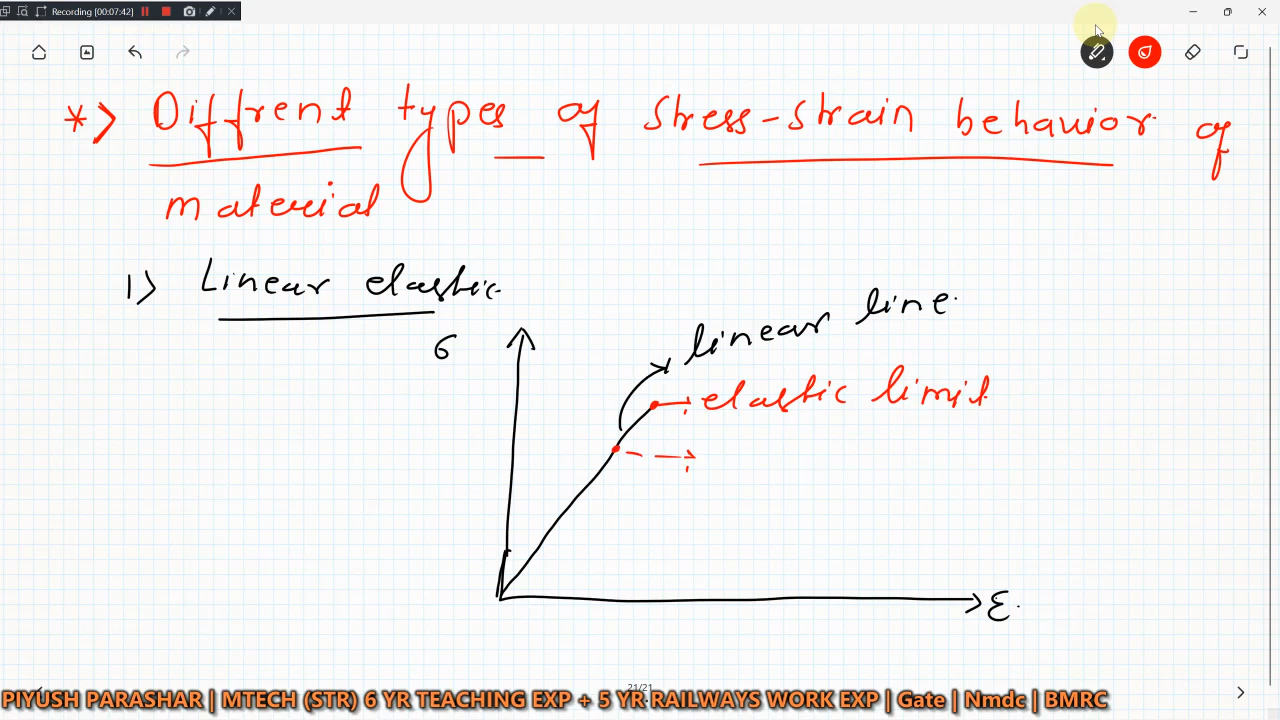 Recording [00:07:42]
*> Diffrent types of stress-strain behavior of
material
1) Linear elastic
linear line
σ
elastic limit
ε
21/21
PIYUSH PARASHAR | MTECH (STR) 6 YR TEACHING EXP + 5 YR RAILWAYS WORK EXP | Gate | Nmdc | BMRC